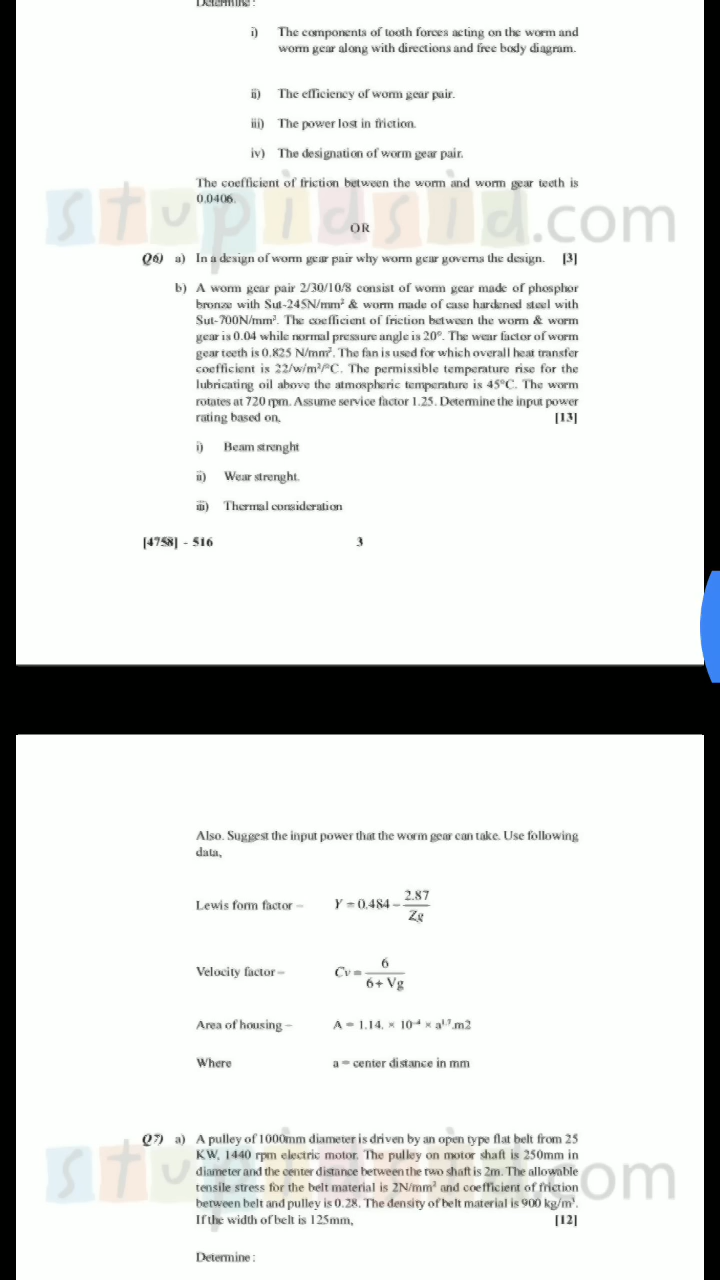 Determine :
i) The components of tooth forces acting on the worm and
worm gear along with directions and free body diagram.
ii) The efficiency of worm gear pair.
iii) The power lost in friction.
iv) The designation of worm gear pair.
The coefficient of friction between the worm and worm gear teeth is
0.0406.
stupidsid.com
OR
Q6) a) In a design of worm gear pair why worm gear governs the design. [3]
b) A worm gear pair 2/30/10/8 consist of worm gear made of phosphor
bronze with Sut-245N/mm² & worm made of case hardened steel with
Sut-700N/mm². The coefficient of friction between the worm & worm
gear is 0.04 while normal pressure angle is 20°. The wear factor of worm
gear teeth is 0.825 N/mm². The fan is used for which overall heat transfer
coefficient is 22/w/m²/°C. The permissible temperature rise for the
lubricating oil above the atmospheric temperature is 45°C. The worm
rotates at 720 rpm. Assume service factor 1.25. Determine the input power
rating based on, [13]
i) Beam strenght
ii) Wear strenght.
iii) Thermal consideration
[4758] - 516 3
Also. Suggest the input power that the worm gear can take. Use following
data,
Lewis form factor – Y = 0.484 – 2.87/Zg
Velocity factor – Cv = 6/6+ Vg
Area of housing – A = 1.14. × 10⁻⁴ × a¹·⁷.m2
Where a = center distance in mm
Q7) a) A pulley of 1000mm diameter is driven by an open type flat belt from 25
KW, 1440 rpm electric motor. The pulley on motor shaft is 250mm in
diameter and the center distance between the two shaft is 2m. The allowable
tensile stress for the belt material is 2N/mm² and coefficient of friction
between belt and pulley is 0.28. The density of belt material is 900 kg/m³.
If the width of belt is 125mm, [12]
stupidsid.com
Determine :